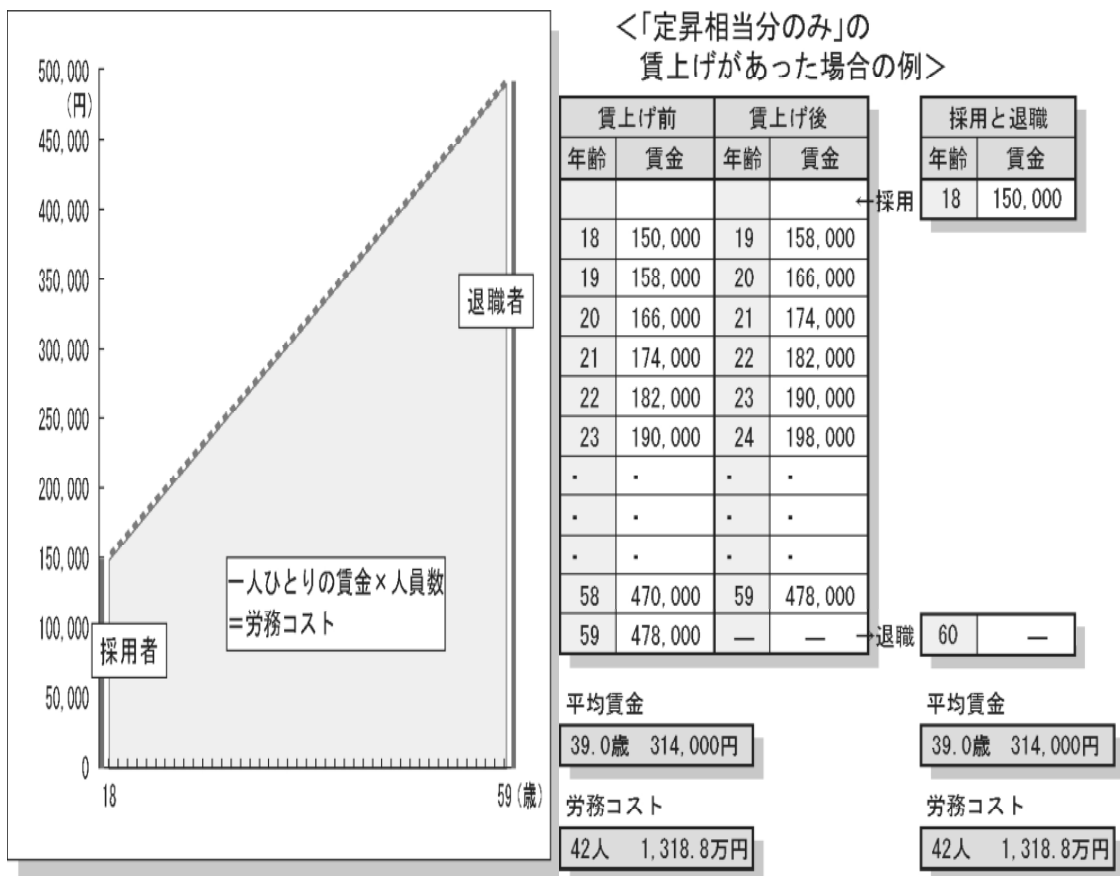 500,000
(円)
450,000
400,000
350,000
300,000
250,000
200,000
150,000
100,000
50,000
0
18
59 (歳)
退職者
採用者
一人ひとりの賃金×人員数
=労務コスト
<「定昇相当分のみ」の
賃上げがあった場合の例>
賃上げ前 賃上げ後
年齢 賃金 年齢 賃金
←採用
18 150,000 19 158,000
19 158,000 20 166,000
20 166,000 21 174,000
21 174,000 22 182,000
22 182,000 23 190,000
23 190,000 24 198,000
- ・ - ・
- ・ - ・
- ・ - ・
58 470,000 59 478,000
59 478,000 — — →退職
採用と退職
年齢 賃金
18 150,000
60 —
平均賃金
39.0歳 314,000円
労務コスト
42人 1,318.8万円
平均賃金
39.0歳 314,000円
労務コスト
42人 1,318.8万円